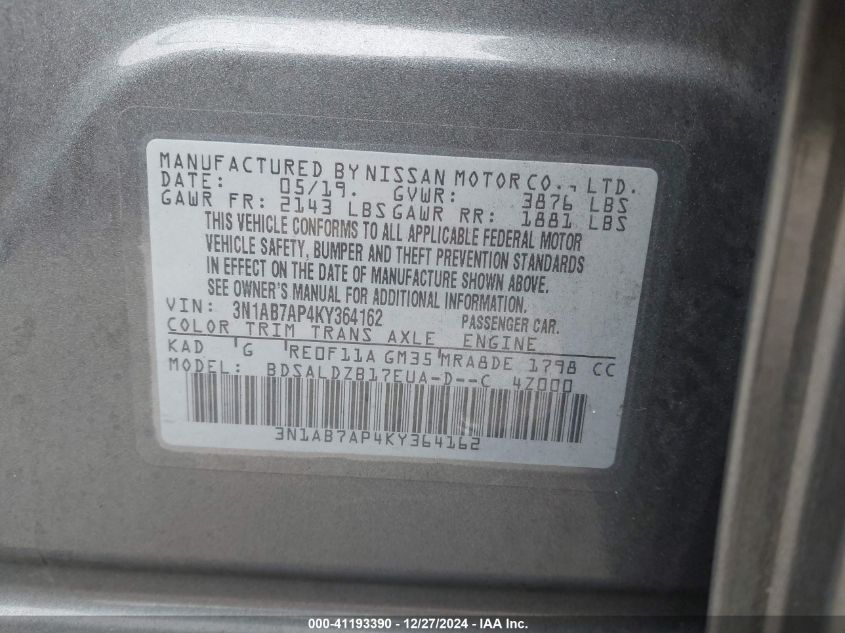 MANUFACTURED BY NISSAN MOTOR CO., LTD.
DATE: 05/19. GVWR: 3876 LBS
GAWR FR: 2143 LBS GAWR RR: 1881 LBS
THIS VEHICLE CONFORMS TO ALL APPLICABLE FEDERAL MOTOR
VEHICLE SAFETY, BUMPER AND THEFT PREVENTION STANDARDS
IN EFFECT ON THE DATE OF MANUFACTURE SHOWN ABOVE.
SEE OWNER'S MANUAL FOR ADDITIONAL INFORMATION.
VIN: 3N1AB7AP4KY364162 PASSENGER CAR.
COLOR TRIM TRANS AXLE ENGINE
KAD G RE0F11A GM35 MRA8DE 1798 CC
MODEL: BDSALDZB17EUA-D--C 4Z000
3N1AB7AP4KY364162
000-41193390 - 12/27/2024 - IAA Inc.